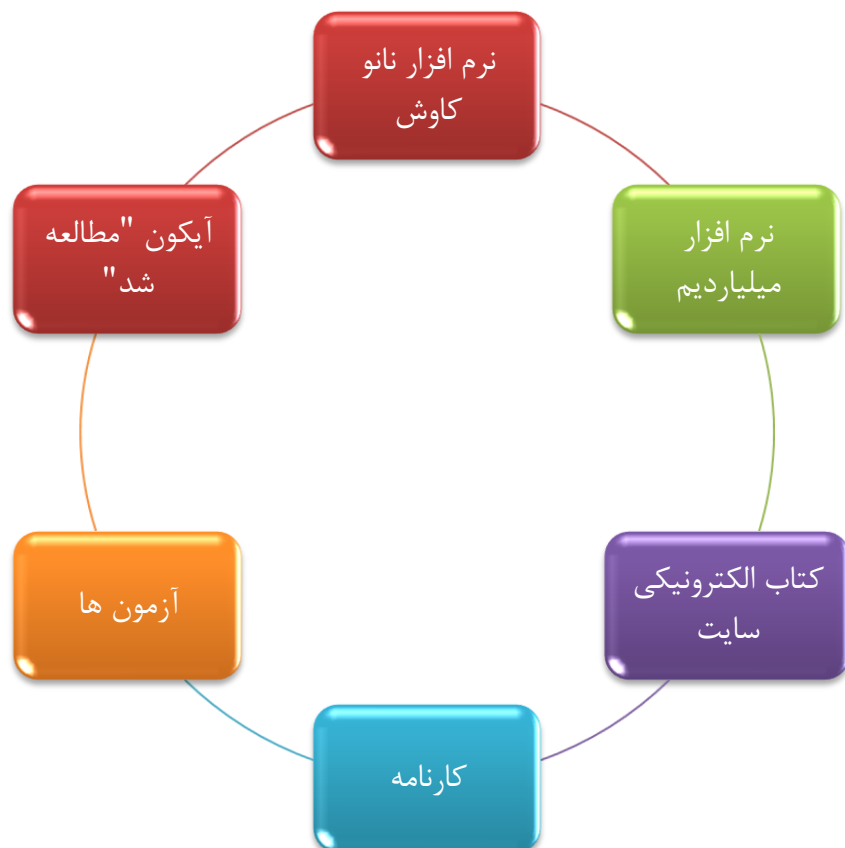 نرم افزار نانو
کاوش
نرم افزار
میلیاردیم
کتاب الکترونیکی
سایت
کارنامه
آزمون ها
آیکون "مطالعه
شد"